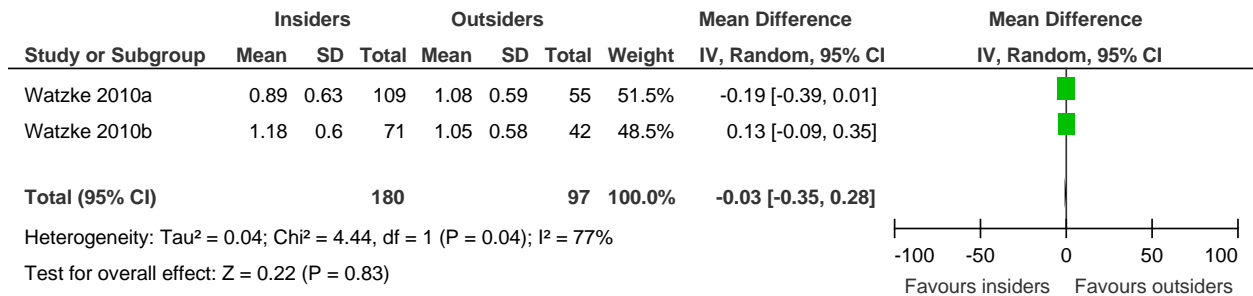 Insiders Outsiders Mean Difference Mean Difference
Study or Subgroup Mean SD Total Mean SD Total Weight IV, Random, 95% CI IV, Random, 95% CI
Watzke 2010a 0.89 0.63 109 1.08 0.59 55 51.5% -0.19 [-0.39, 0.01]
Watzke 2010b 1.18 0.6 71 1.05 0.58 42 48.5% 0.13 [-0.09, 0.35]
Total (95% CI) 180 97 100.0% -0.03 [-0.35, 0.28]
Heterogeneity: Tau² = 0.04; Chi² = 4.44, df = 1 (P = 0.04); I² = 77%
Test for overall effect: Z = 0.22 (P = 0.83)
-100 -50 0 50 100
Favours insiders Favours outsiders